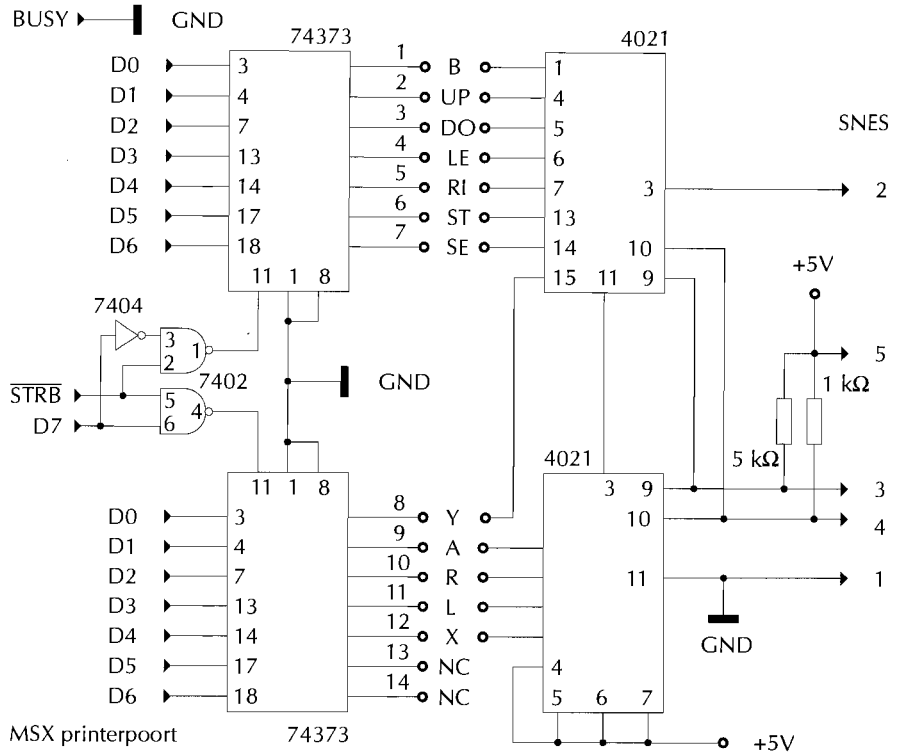 BUSY GND
74373 4021
D0 3 1 B 1
D1 4 2 UP 4
D2 7 3 DO 5
SNES
D3 13 4 LE 6
D4 14 5 RI 7 3 2
D5 17 6 ST 13
D6 18 7 SE 14 10
+5V
11 1 8 15 11 9
7404
3
2 1
5
7402 GND 1 kΩ
STRB 5
D7 6 4
5 kΩ
4021
11 1 8 3 9 3
D0 3 8 Y 10 4
D1 4 9 A
D2 7 10 R 11 1
D3 13 11 L
D4 14 12 X GND
D5 17 13 NC 4
D6 18 14 NC 5 6 7
MSX printerpoort 74373 +5V